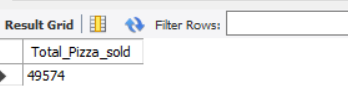 Result Grid Filter Rows:
Total_Pizza_sold
49574